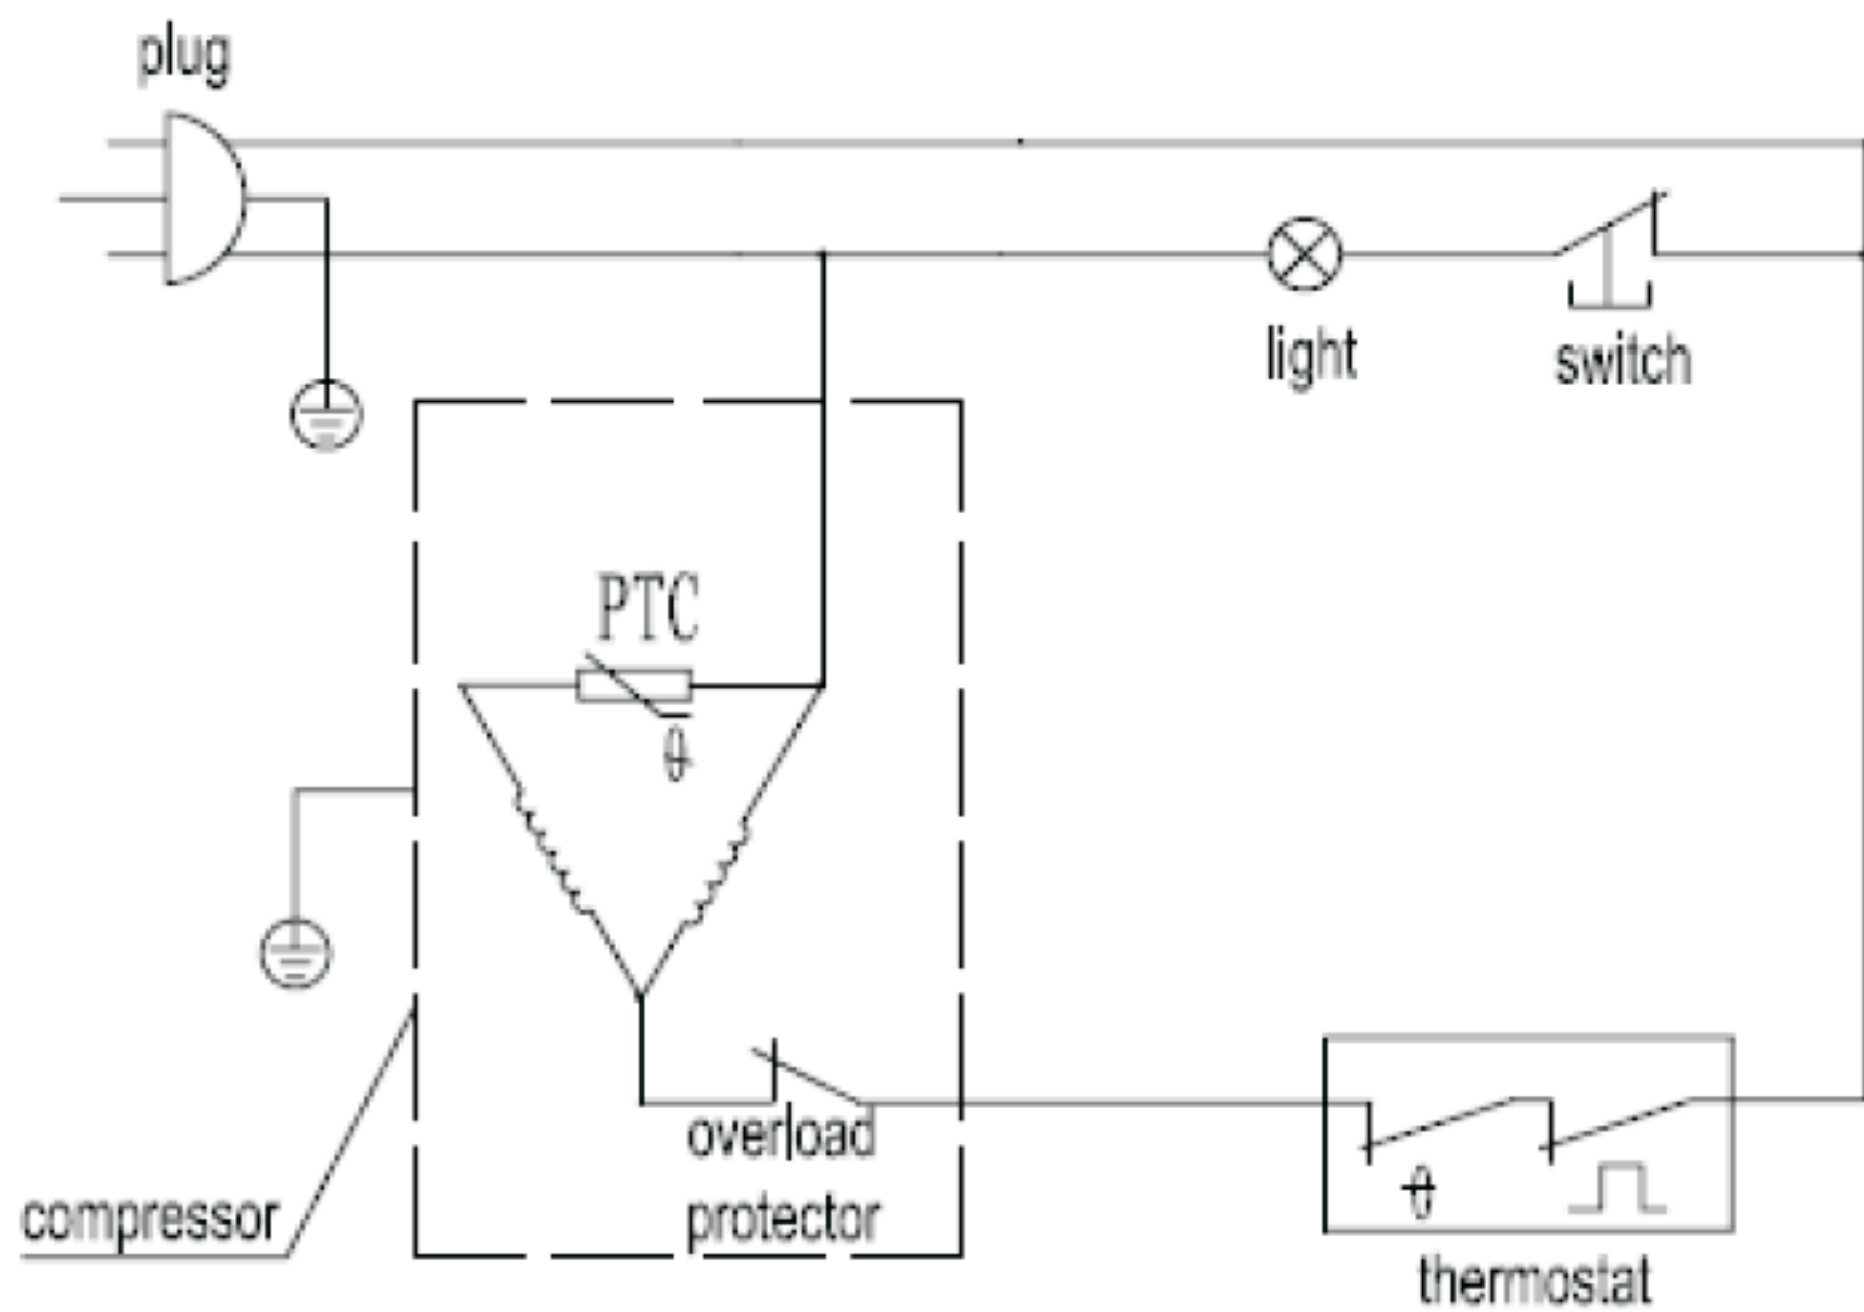 plug
light
switch
PTC
θ
overload
protector
compressor
θ
thermostat